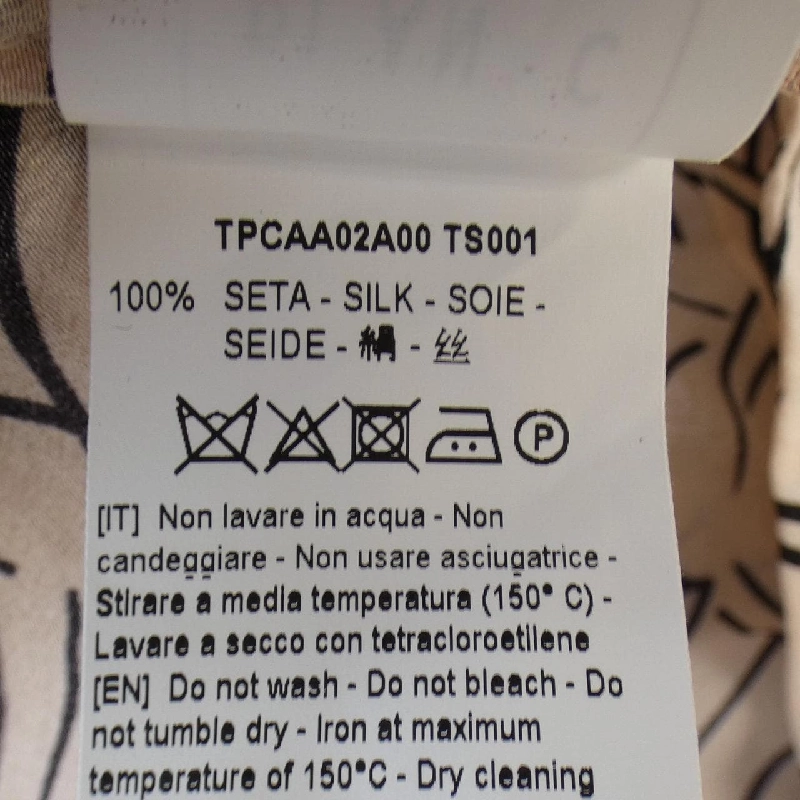 TPCAA02A00 TS001
100% SETA - SILK - SOIE -
SEIDE - 絹 - 丝
P
[IT] Non lavare in acqua - Non
candeggiare - Non usare asciugatrice -
Stirare a media temperatura (150° C) -
Lavare a secco con tetracloroetilene
[EN] Do not wash - Do not bleach - Do
not tumble dry - Iron at maximum
temperature of 150°C - Dry cleaning